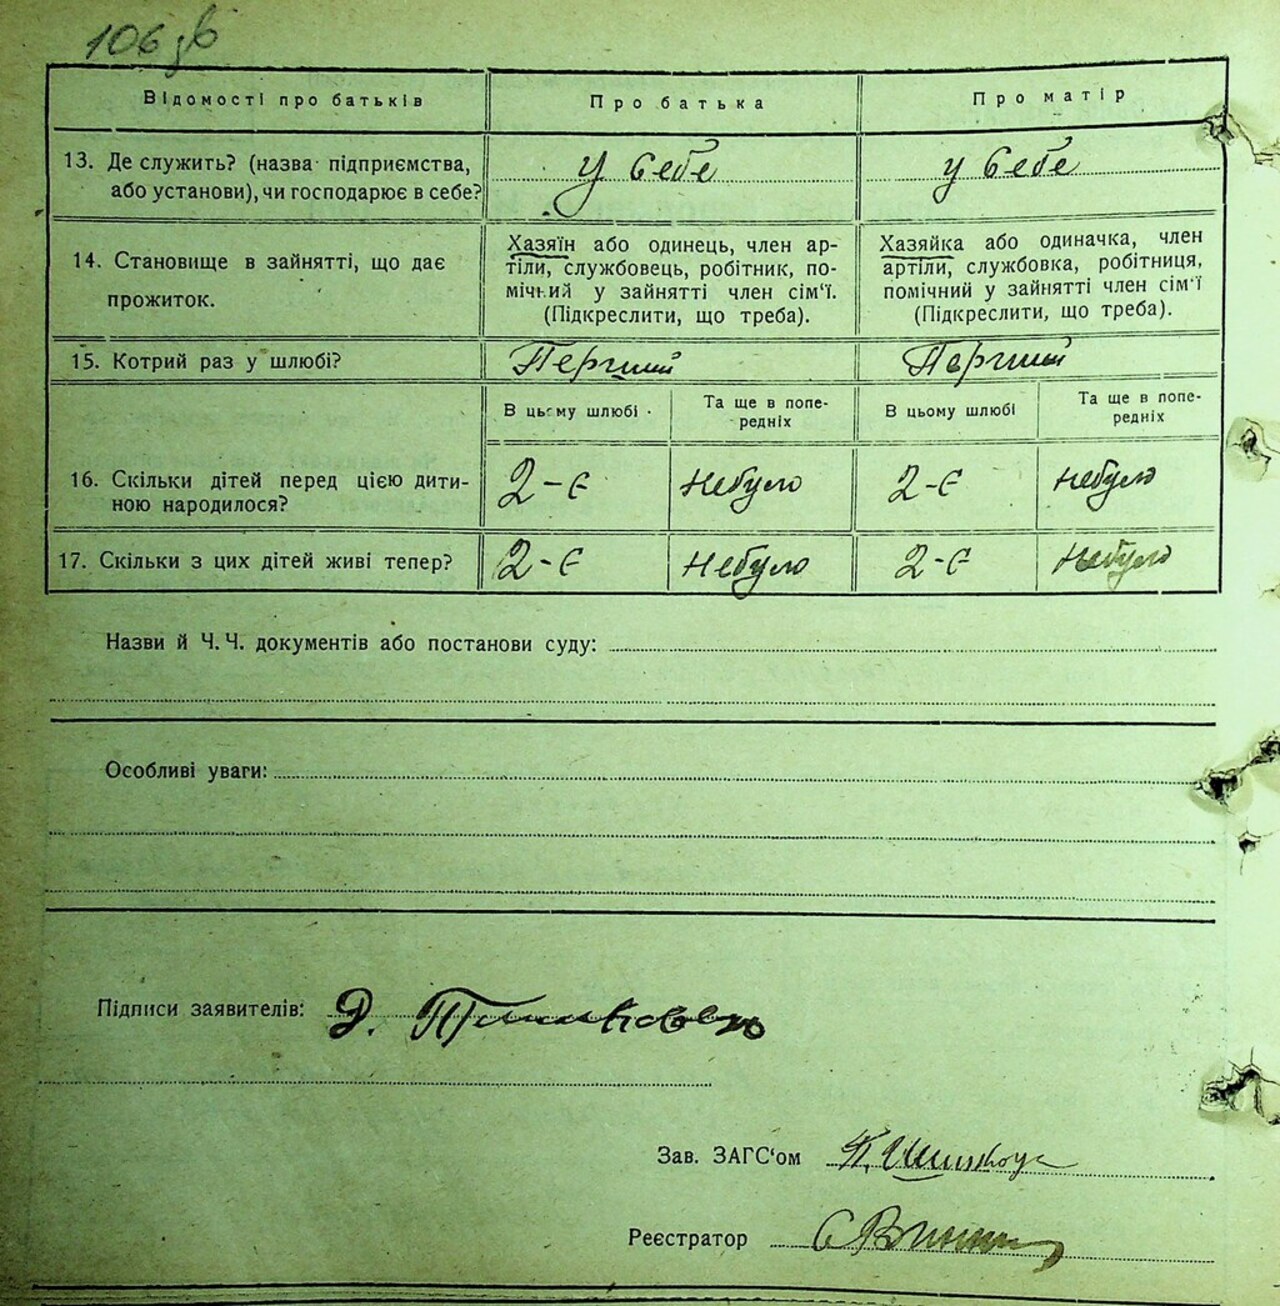 106 зв
Відомості про батьків
Про батька
Про матір
13. Де служить? (назва підприємства,
або установи), чи господарює в себе?
у себе
у себе
14. Становище в зайнятті, що дає
прожиток.
Хазяїн або одинець, член ар-
тіли, службовець, робітник, по-
мічний у зайнятті член сім‘ї.
(Підкреслити, що треба).
Хазяйка або одиначка, член
артіли, службовка, робітниця,
помічний у зайнятті член сім‘ї
(Підкреслити, що треба).
15. Котрий раз у шлюбі?
Перший
Перший
В цьому шлюбі
Та ще в попе-
редніх
В цьому шлюбі
Та ще в попе-
редніх
16. Скільки дітей перед цією дити-
ною народилося?
2-є
небуло
2-є
небуло
17. Скільки з цих дітей живі тепер?
2-є
Небуло
2-є
Небуло
Назви й Ч. Ч. документів або постанови суду:
Особливі уваги:
Підписи заявителів: Д.
Зав. ЗАГС‘ом
Реєстратор